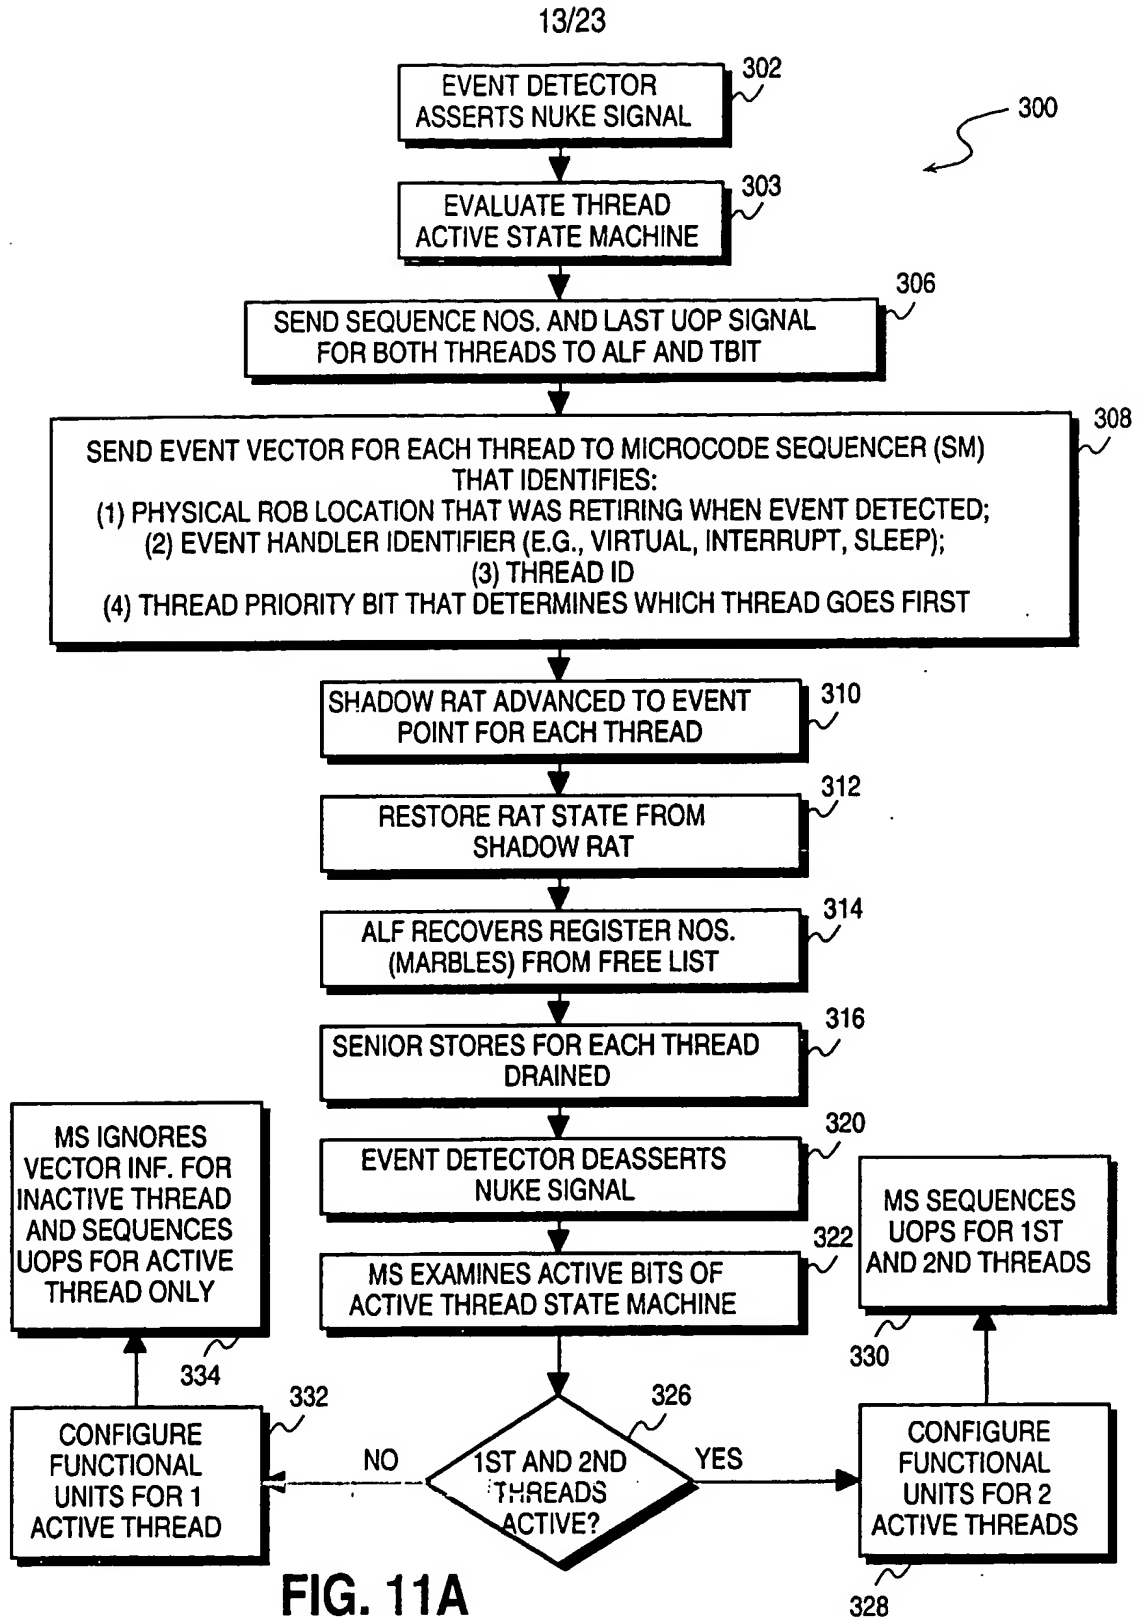 13/23
EVENT DETECTOR
ASSERTS NUKE SIGNAL
302
300
EVALUATE THREAD
ACTIVE STATE MACHINE
303
SEND SEQUENCE NOS. AND LAST UOP SIGNAL
FOR BOTH THREADS TO ALF AND TBIT
306
SEND EVENT VECTOR FOR EACH THREAD TO MICROCODE SEQUENCER (SM)
THAT IDENTIFIES:
(1) PHYSICAL ROB LOCATION THAT WAS RETIRING WHEN EVENT DETECTED;
(2) EVENT HANDLER IDENTIFIER (E.G., VIRTUAL, INTERRUPT, SLEEP);
(3) THREAD ID
(4) THREAD PRIORITY BIT THAT DETERMINES WHICH THREAD GOES FIRST
308
SHADOW RAT ADVANCED TO EVENT
POINT FOR EACH THREAD
310
RESTORE RAT STATE FROM
SHADOW RAT
312
ALF RECOVERS REGISTER NOS.
(MARBLES) FROM FREE LIST
314
SENIOR STORES FOR EACH THREAD
DRAINED
316
EVENT DETECTOR DEASSERTS
NUKE SIGNAL
320
MS EXAMINES ACTIVE BITS OF
ACTIVE THREAD STATE MACHINE
322
1ST AND 2ND
THREADS
ACTIVE?
326
NO
YES
CONFIGURE
FUNCTIONAL
UNITS FOR 1
ACTIVE THREAD
332
MS IGNORES
VECTOR INF. FOR
INACTIVE THREAD
AND SEQUENCES
UOPS FOR ACTIVE
THREAD ONLY
334
CONFIGURE
FUNCTIONAL
UNITS FOR 2
ACTIVE THREADS
328
MS SEQUENCES
UOPS FOR 1ST
AND 2ND THREADS
330
FIG. 11A